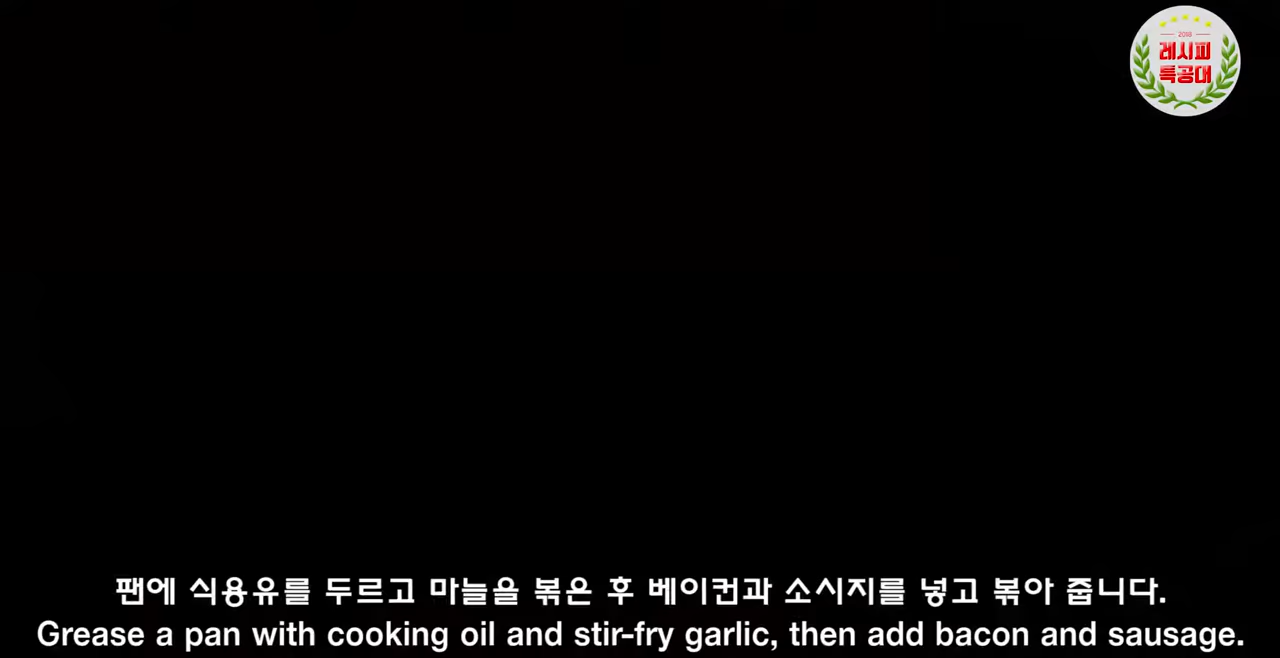 2018
레시피
특공대
팬에 식용유를 두르고 마늘을 볶은 후 베이컨과 소시지를 넣고 볶아 줍니다.
Grease a pan with cooking oil and stir-fry garlic, then add bacon and sausage.